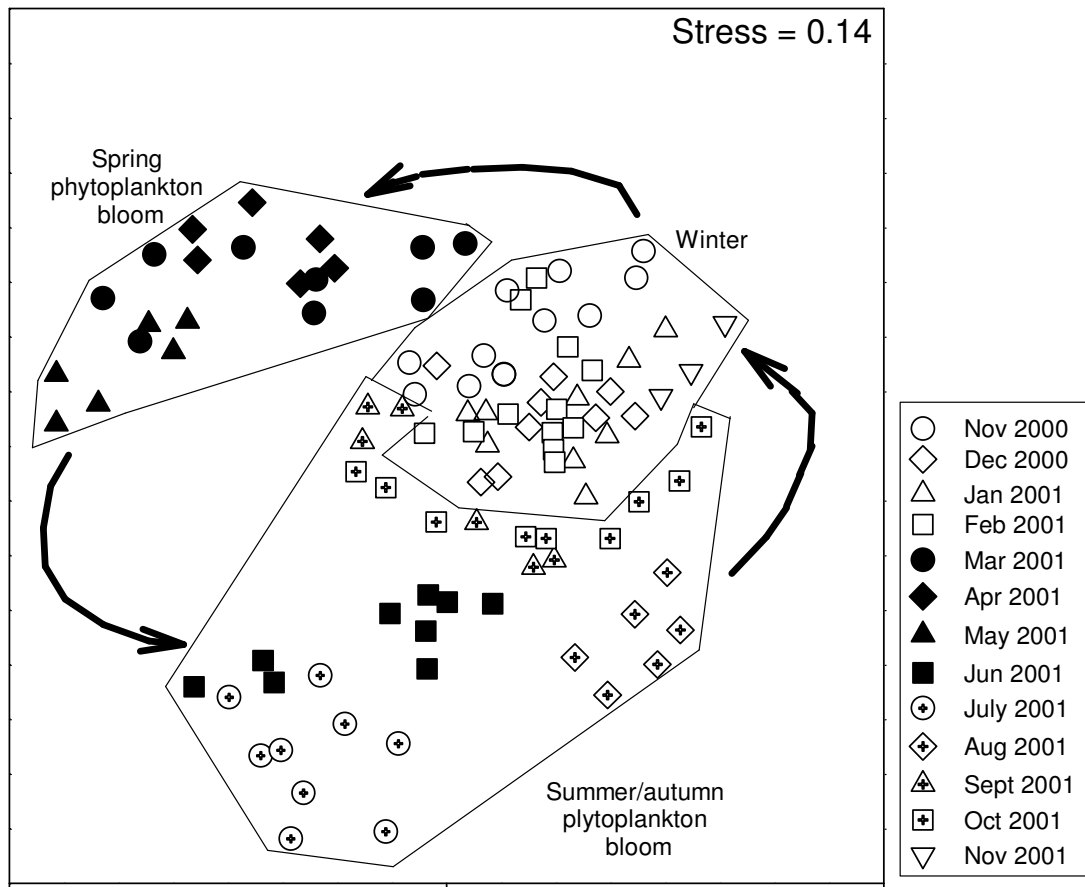 Stress = 0.14
Spring
phytoplankton
bloom
Winter
Summer/autumn
plytoplankton
bloom
Nov 2000
Dec 2000
Jan 2001
Feb 2001
Mar 2001
Apr 2001
May 2001
Jun 2001
July 2001
Aug 2001
Sept 2001
Oct 2001
Nov 2001